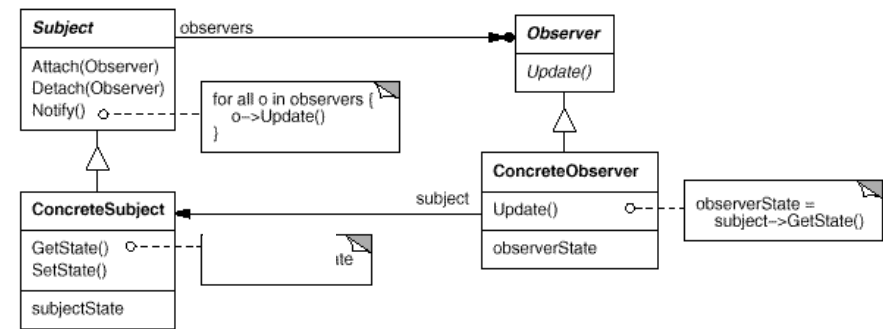 Subject
observers
Observer
Attach(Observer)
Detach(Observer)
Notify()
for all o in observers {
o->Update()
}
Update()
ConcreteSubject
subject
ConcreteObserver
GetState()
SetState()
subjectState
Update()
observerState
observerState =
subject->GetState()